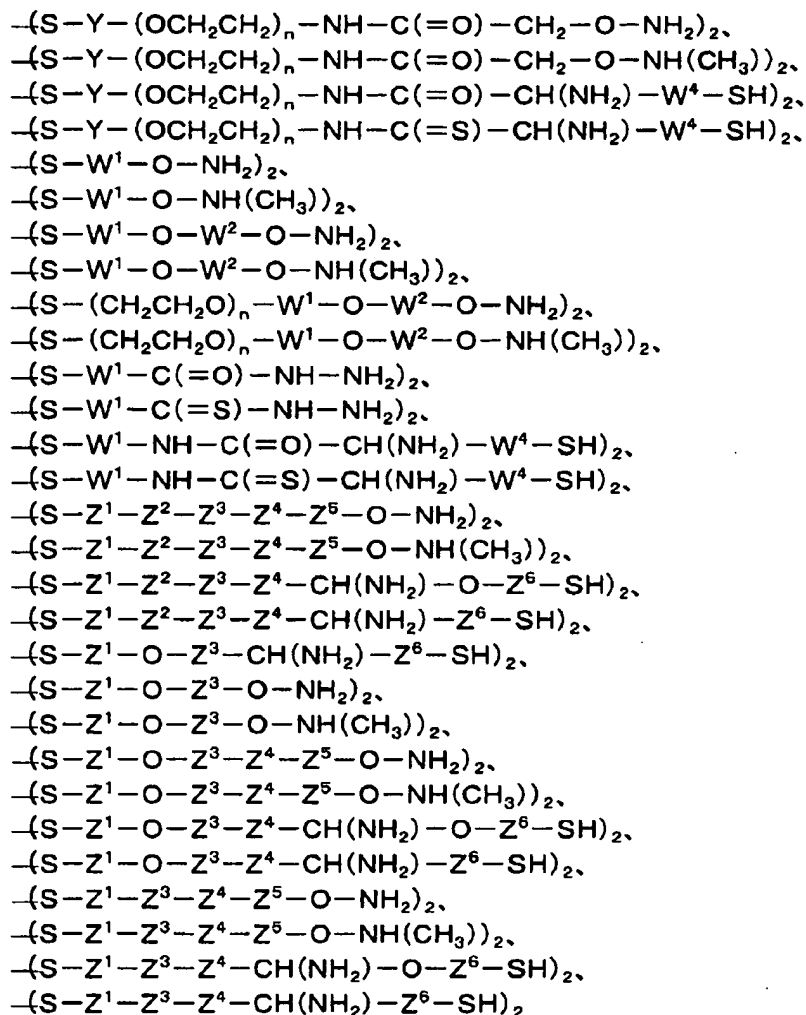 -(S-Y-(OCH₂CH₂)ₙ-NH-C(=O)-CH₂-O-NH₂)₂、
-(S-Y-(OCH₂CH₂)ₙ-NH-C(=O)-CH₂-O-NH(CH₃))₂、
-(S-Y-(OCH₂CH₂)ₙ-NH-C(=O)-CH(NH₂)-W⁴-SH)₂、
-(S-Y-(OCH₂CH₂)ₙ-NH-C(=S)-CH(NH₂)-W⁴-SH)₂、
-(S-W¹-O-NH₂)₂、
-(S-W¹-O-NH(CH₃))₂、
-(S-W¹-O-W²-O-NH₂)₂、
-(S-W¹-O-W²-O-NH(CH₃))₂、
-(S-(CH₂CH₂O)ₙ-W¹-O-W²-O-NH₂)₂、
-(S-(CH₂CH₂O)ₙ-W¹-O-W²-O-NH(CH₃))₂、
-(S-W¹-C(=O)-NH-NH₂)₂、
-(S-W¹-C(=S)-NH-NH₂)₂、
-(S-W¹-NH-C(=O)-CH(NH₂)-W⁴-SH)₂、
-(S-W¹-NH-C(=S)-CH(NH₂)-W⁴-SH)₂、
-(S-Z¹-Z²-Z³-Z⁴-Z⁵-O-NH₂)₂、
-(S-Z¹-Z²-Z³-Z⁴-Z⁵-O-NH(CH₃))₂、
-(S-Z¹-Z²-Z³-Z⁴-CH(NH₂)-O-Z⁶-SH)₂、
-(S-Z¹-Z²-Z³-Z⁴-CH(NH₂)-Z⁶-SH)₂、
-(S-Z¹-O-Z³-CH(NH₂)-Z⁶-SH)₂、
-(S-Z¹-O-Z³-O-NH₂)₂、
-(S-Z¹-O-Z³-O-NH(CH₃))₂、
-(S-Z¹-O-Z³-Z⁴-Z⁵-O-NH₂)₂、
-(S-Z¹-O-Z³-Z⁴-Z⁵-O-NH(CH₃))₂、
-(S-Z¹-O-Z³-Z⁴-CH(NH₂)-O-Z⁶-SH)₂、
-(S-Z¹-O-Z³-Z⁴-CH(NH₂)-Z⁶-SH)₂、
-(S-Z¹-Z³-Z⁴-Z⁵-O-NH₂)₂、
-(S-Z¹-Z³-Z⁴-Z⁵-O-NH(CH₃))₂、
-(S-Z¹-Z³-Z⁴-CH(NH₂)-O-Z⁶-SH)₂、
-(S-Z¹-Z³-Z⁴-CH(NH₂)-Z⁶-SH)₂